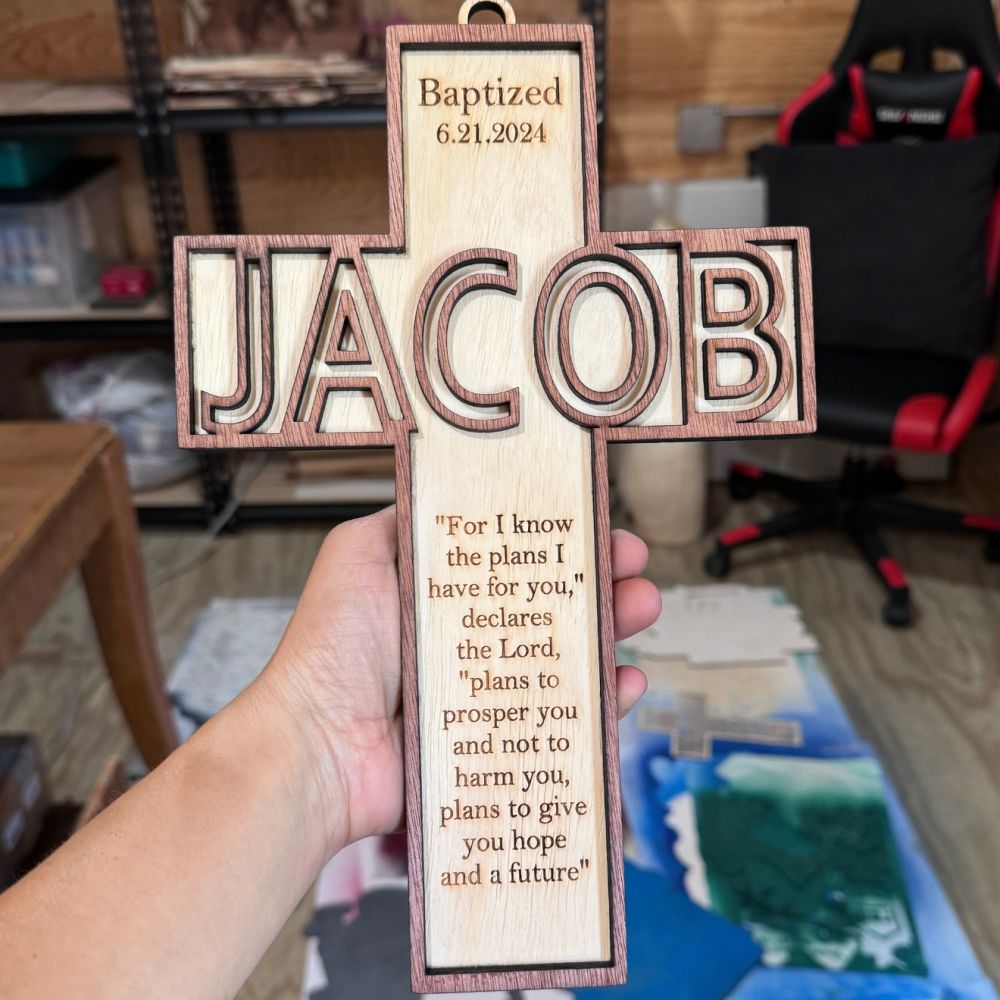 Baptized
6.21.2024
JACOB
"For I know
the plans I
have for you,"
declares
the Lord,
"plans to
prosper you
and not to
harm you,
plans to give
you hope
and a future"